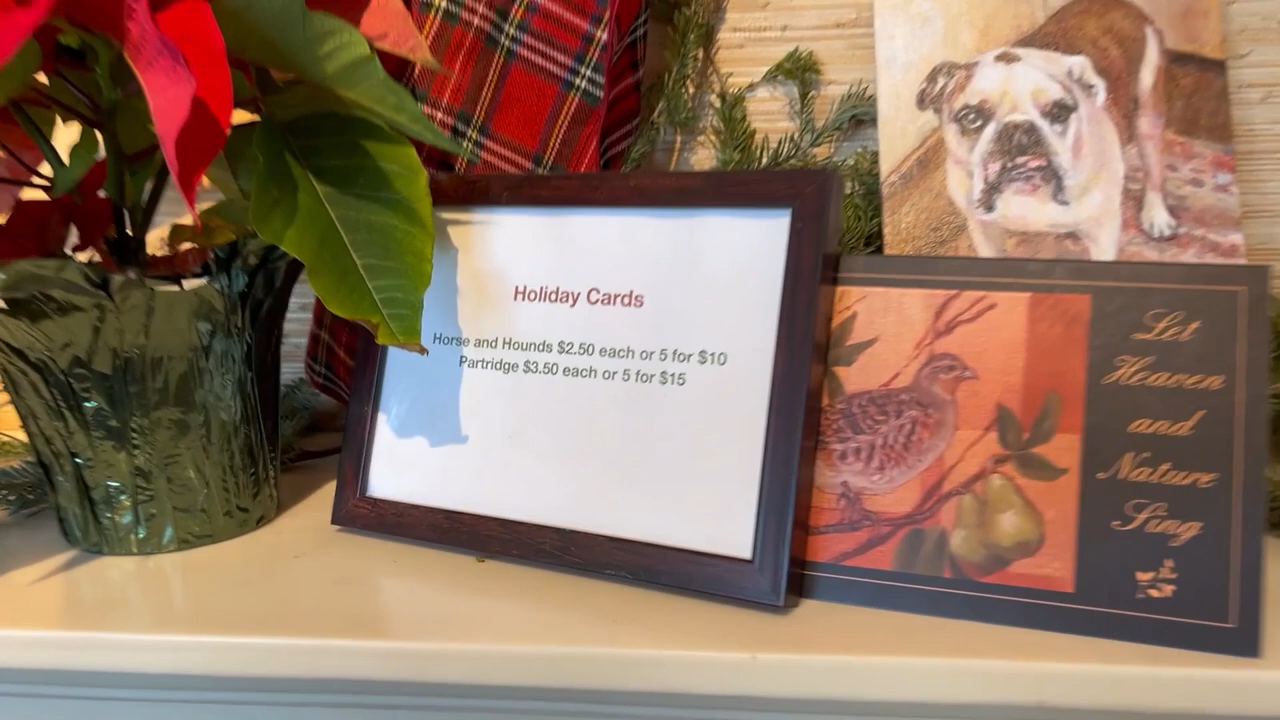 Holiday Cards
Horse and Hounds $2.50 each or 5 for $10
Partridge $3.50 each or 5 for $15
Let
Heaven
and
Nature
Sing